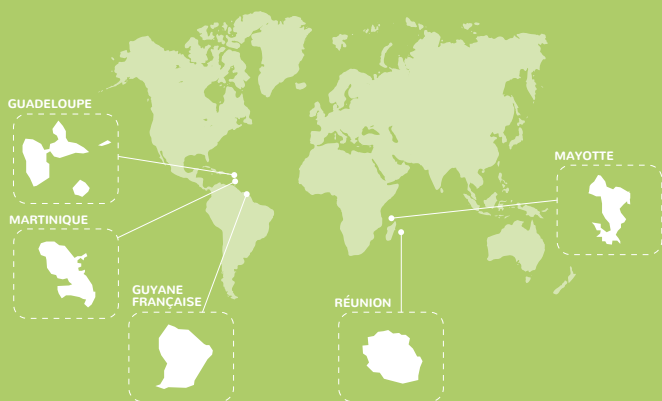 GUADELOUPE
MARTINIQUE
GUYANE
FRANÇAISE
RÉUNION
MAYOTTE